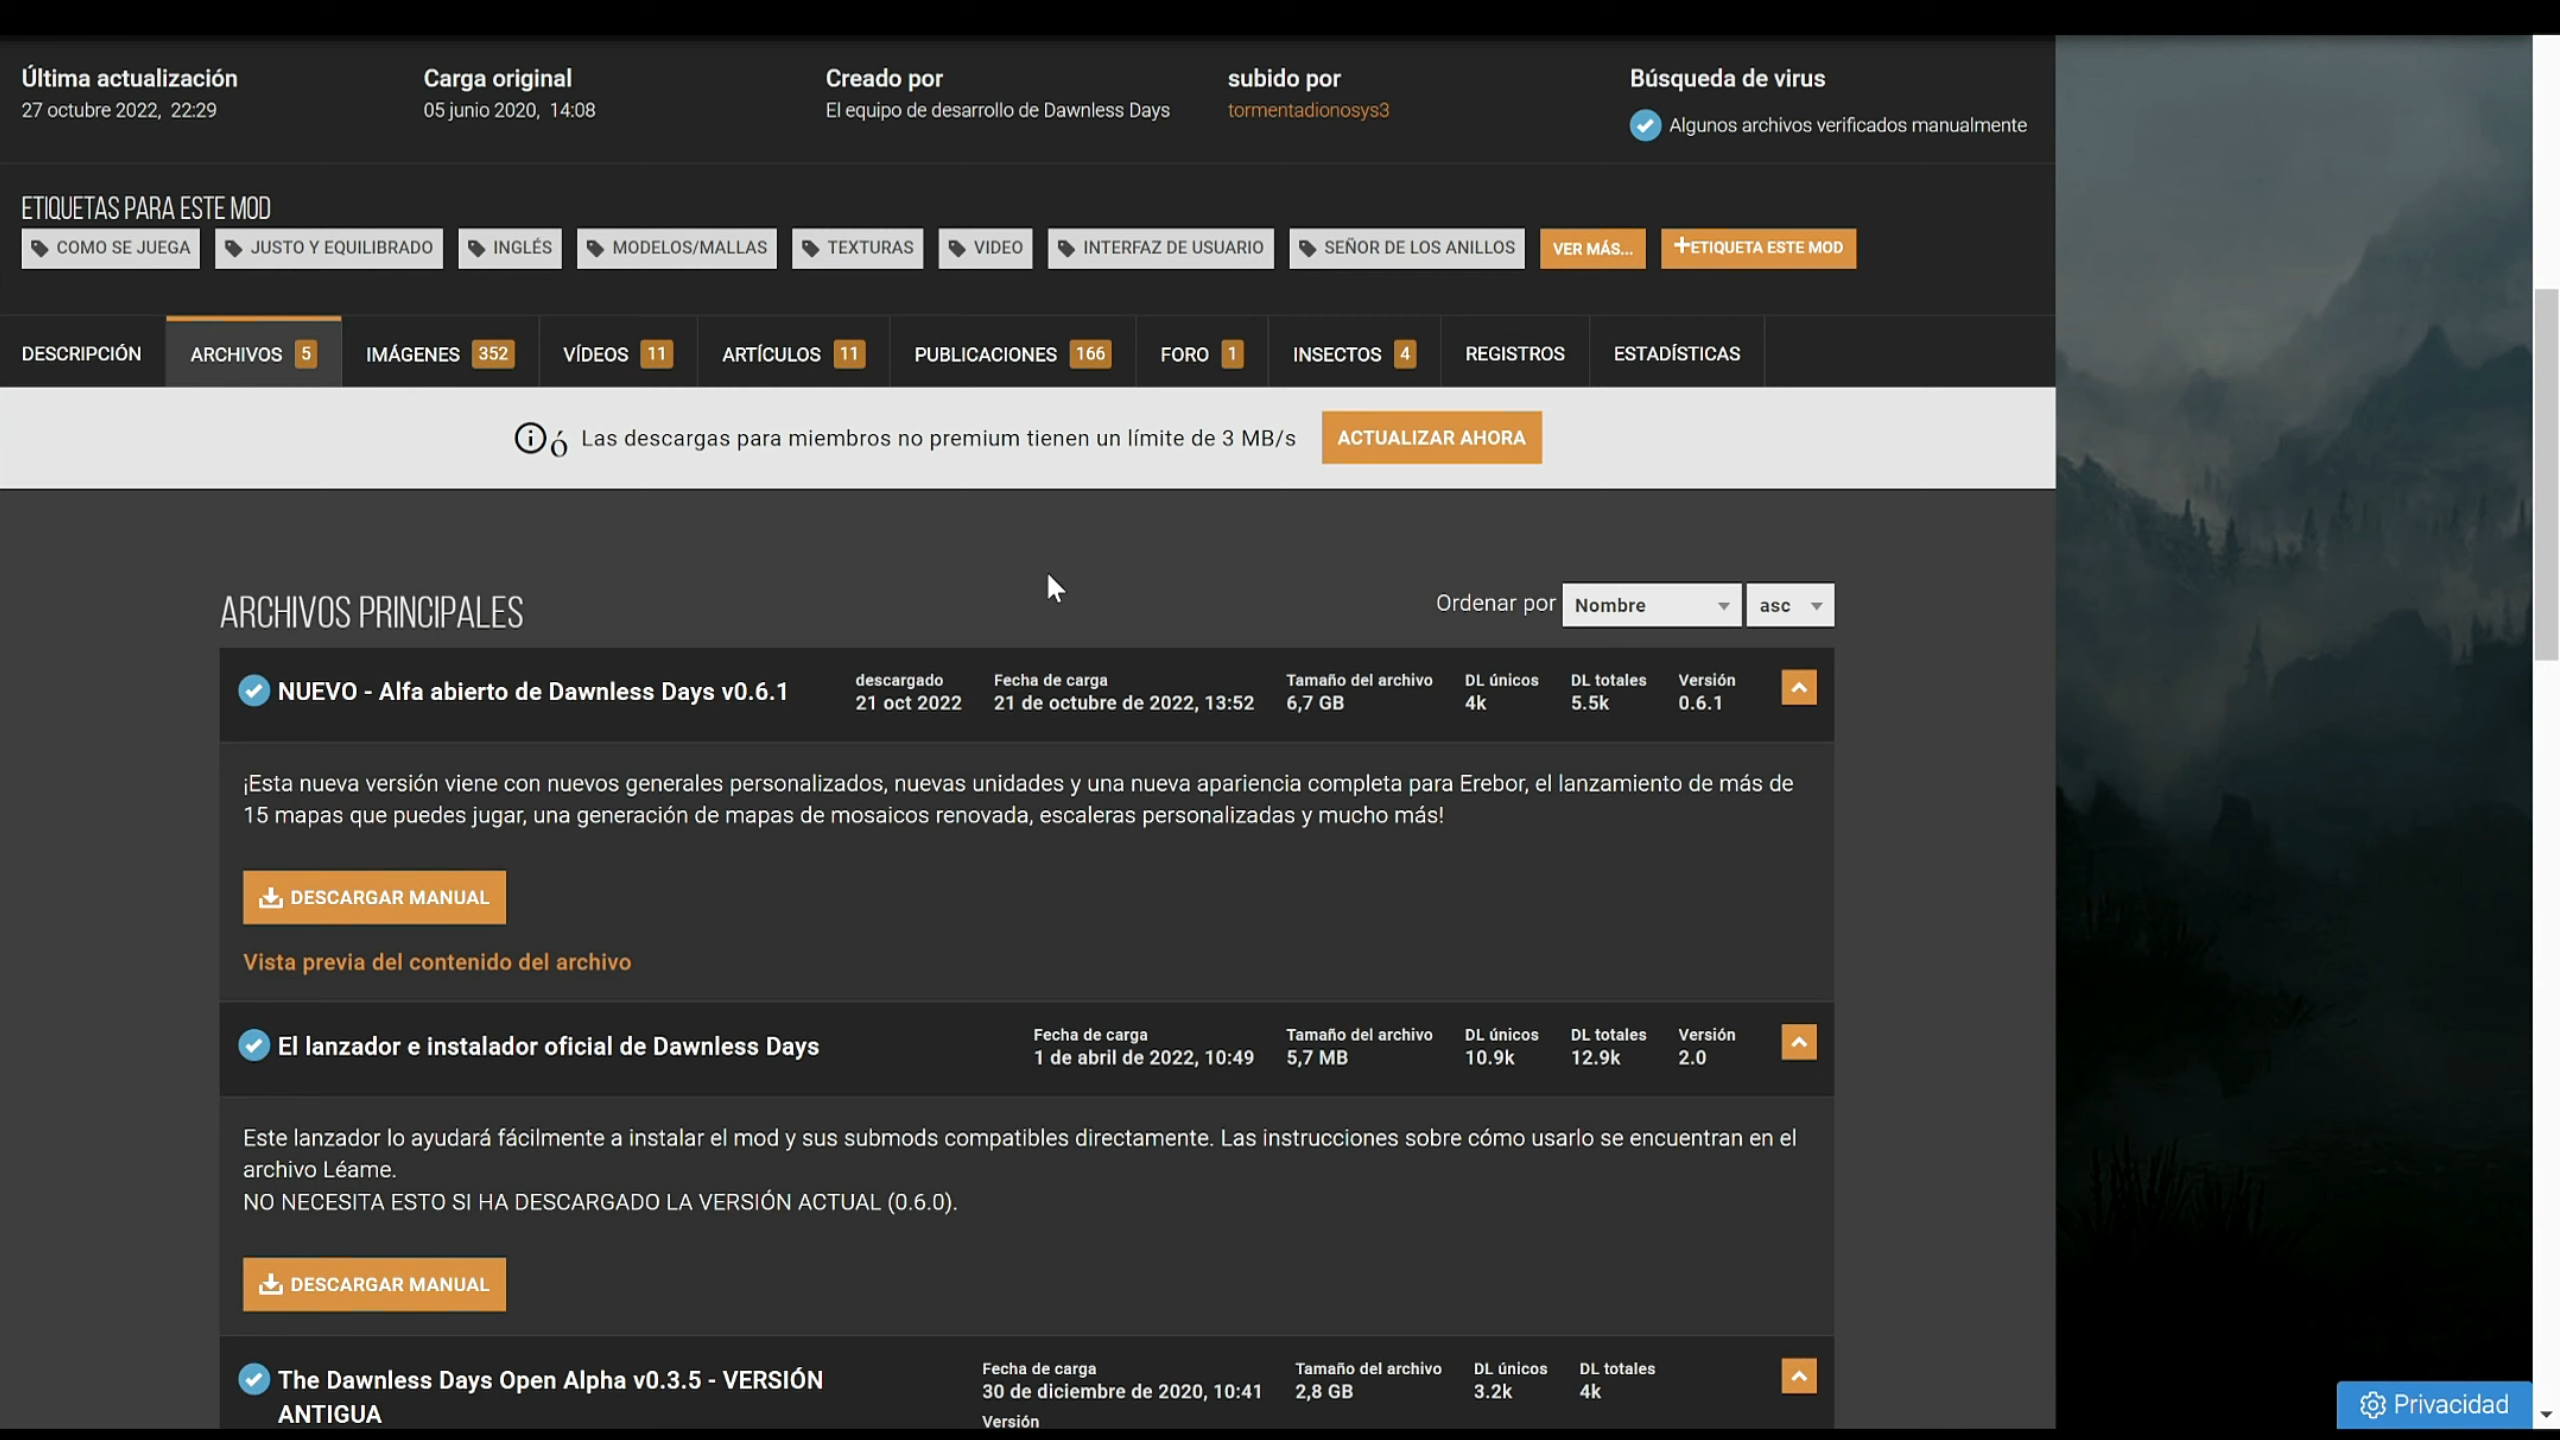 Última actualización
27 octubre 2022, 22:29
Carga original
05 junio 2020, 14:08
Creado por
El equipo de desarrollo de Dawnless Days
subido por
tormentadionosys3
Búsqueda de virus
Algunos archivos verificados manualmente
ETIQUETAS PARA ESTE MOD
COMO SE JUEGA
JUSTO Y EQUILIBRADO
INGLÉS
MODELOS/MALLAS
TEXTURAS
VIDEO
INTERFAZ DE USUARIO
SEÑOR DE LOS ANILLOS
VER MÁS...
+ETIQUETA ESTE MOD
DESCRIPCIÓN
ARCHIVOS 5
IMÁGENES 352
VÍDEOS 11
ARTÍCULOS 11
PUBLICACIONES 166
FORO 1
INSECTOS 4
REGISTROS
ESTADÍSTICAS
ó Las descargas para miembros no premium tienen un límite de 3 MB/s
ACTUALIZAR AHORA
ARCHIVOS PRINCIPALES
Ordenar por Nombre asc
NUEVO - Alfa abierto de Dawnless Days v0.6.1
descargado
21 oct 2022
Fecha de carga
21 de octubre de 2022, 13:52
Tamaño del archivo
6,7 GB
DL únicos
4k
DL totales
5.5k
Versión
0.6.1
¡Esta nueva versión viene con nuevos generales personalizados, nuevas unidades y una nueva apariencia completa para Erebor, el lanzamiento de más de
15 mapas que puedes jugar, una generación de mapas de mosaicos renovada, escaleras personalizadas y mucho más!
DESCARGAR MANUAL
Vista previa del contenido del archivo
El lanzador e instalador oficial de Dawnless Days
Fecha de carga
1 de abril de 2022, 10:49
Tamaño del archivo
5,7 MB
DL únicos
10.9k
DL totales
12.9k
Versión
2.0
Este lanzador lo ayudará fácilmente a instalar el mod y sus submods compatibles directamente. Las instrucciones sobre cómo usarlo se encuentran en el
archivo Léame.
NO NECESITA ESTO SI HA DESCARGADO LA VERSIÓN ACTUAL (0.6.0).
DESCARGAR MANUAL
The Dawnless Days Open Alpha v0.3.5 - VERSIÓN
ANTIGUA
Fecha de carga
30 de diciembre de 2020, 10:41
Tamaño del archivo
2,8 GB
DL únicos
3.2k
DL totales
4k
Versión
Privacidad